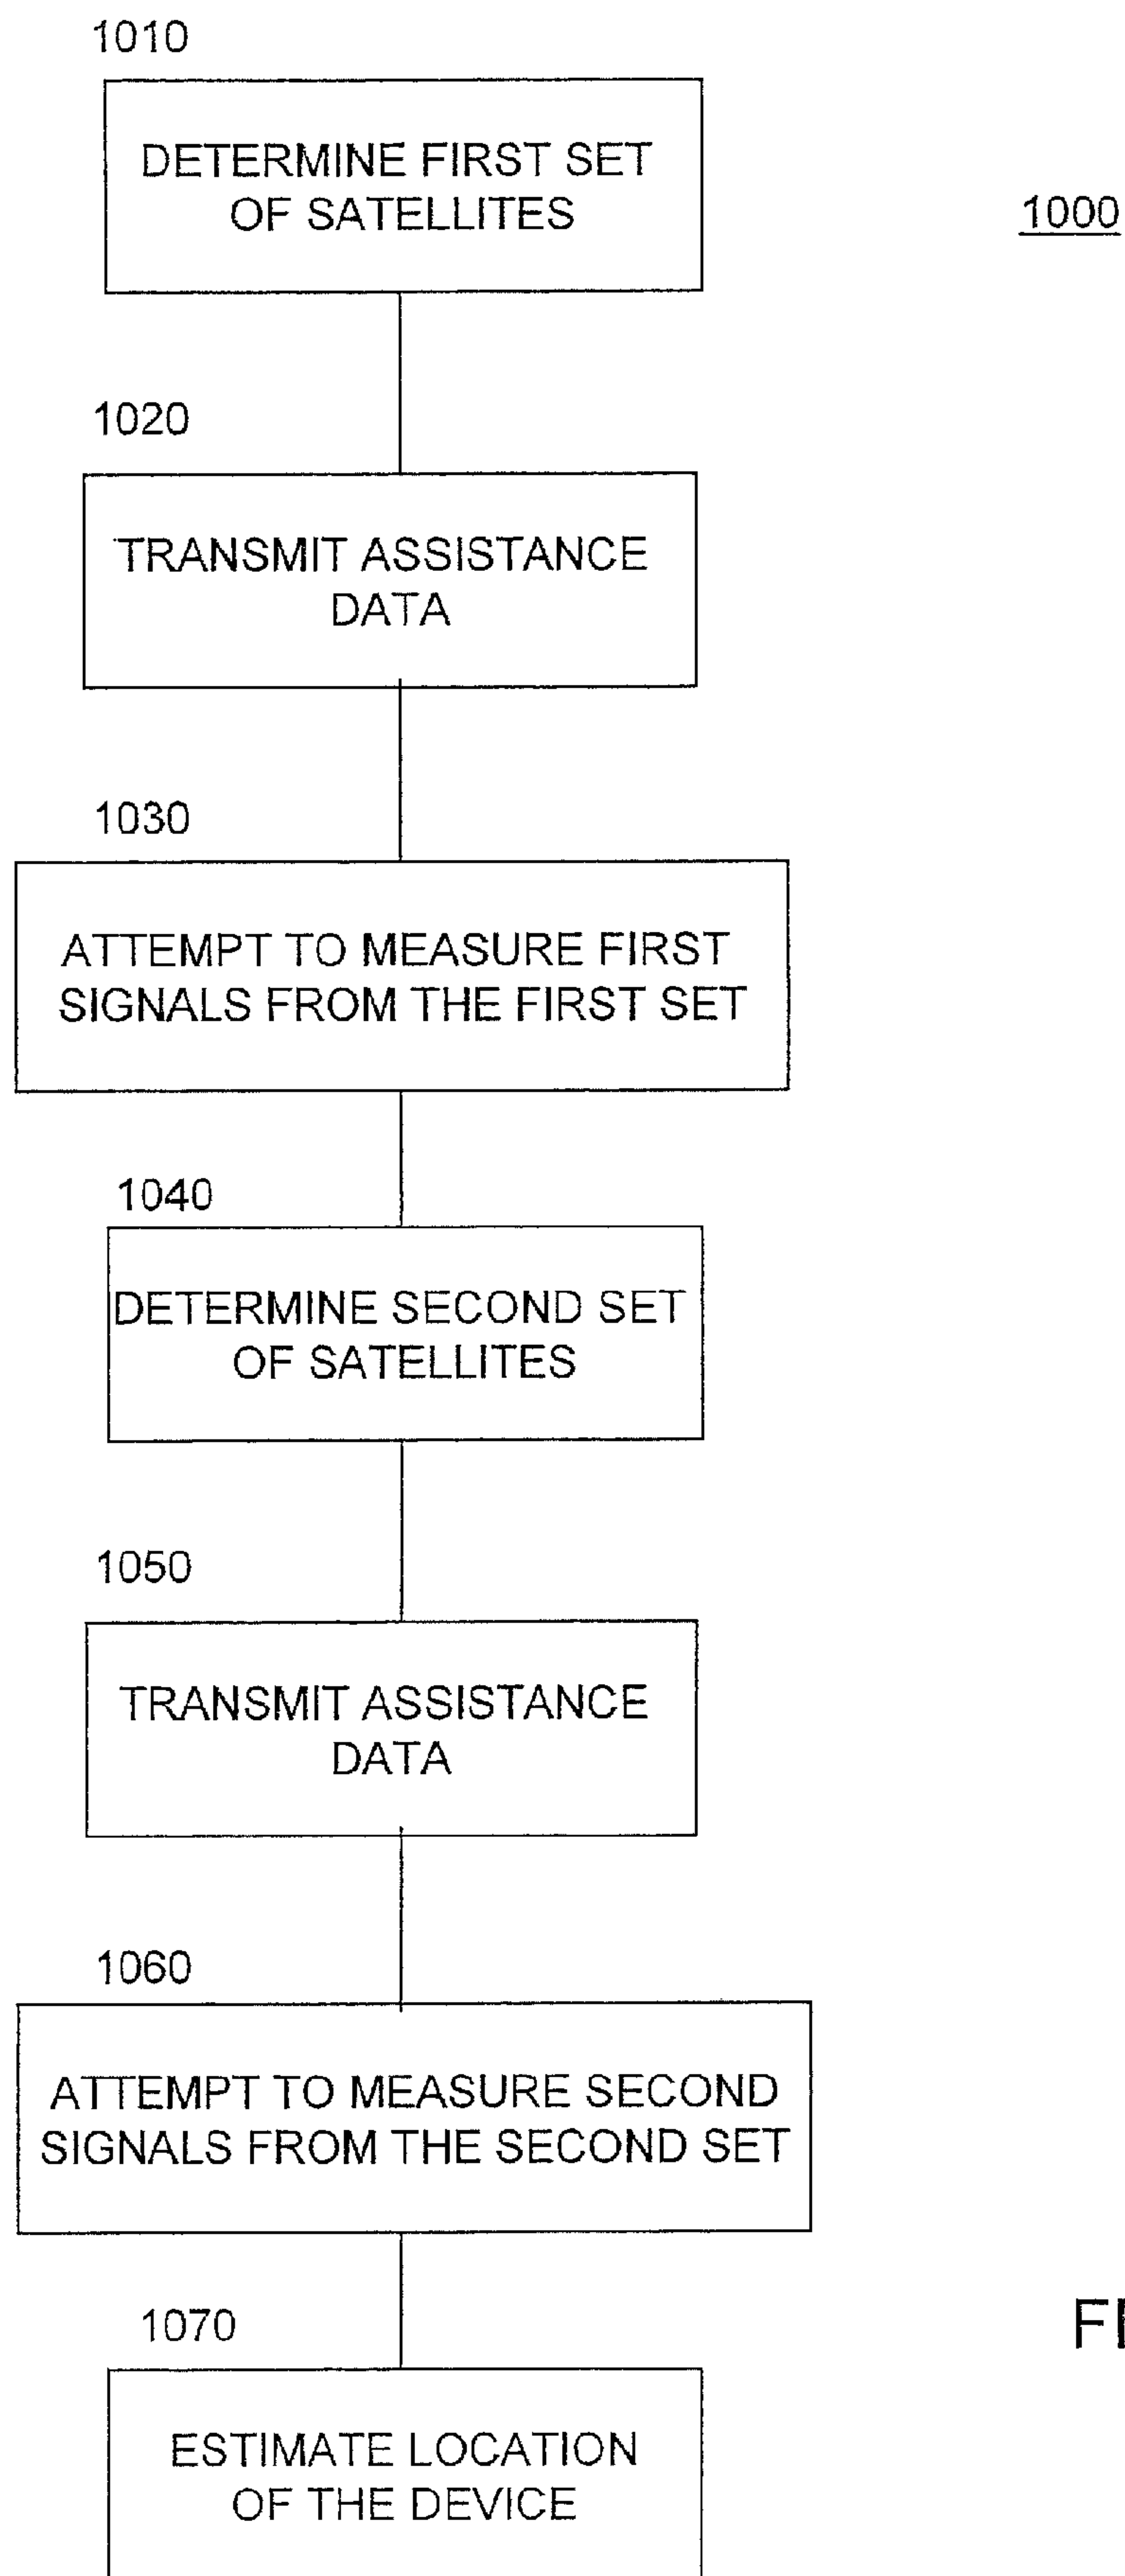 1010
DETERMINE FIRST SET
OF SATELLITES
1000
1020
TRANSMIT ASSISTANCE
DATA
1030
ATTEMPT TO MEASURE FIRST
SIGNALS FROM THE FIRST SET
1040
DETERMINE SECOND SET
OF SATELLITES
1050
TRANSMIT ASSISTANCE
DATA
1060
ATTEMPT TO MEASURE SECOND
SIGNALS FROM THE SECOND SET
1070
FI
ESTIMATE LOCATION
OF THE DEVICE